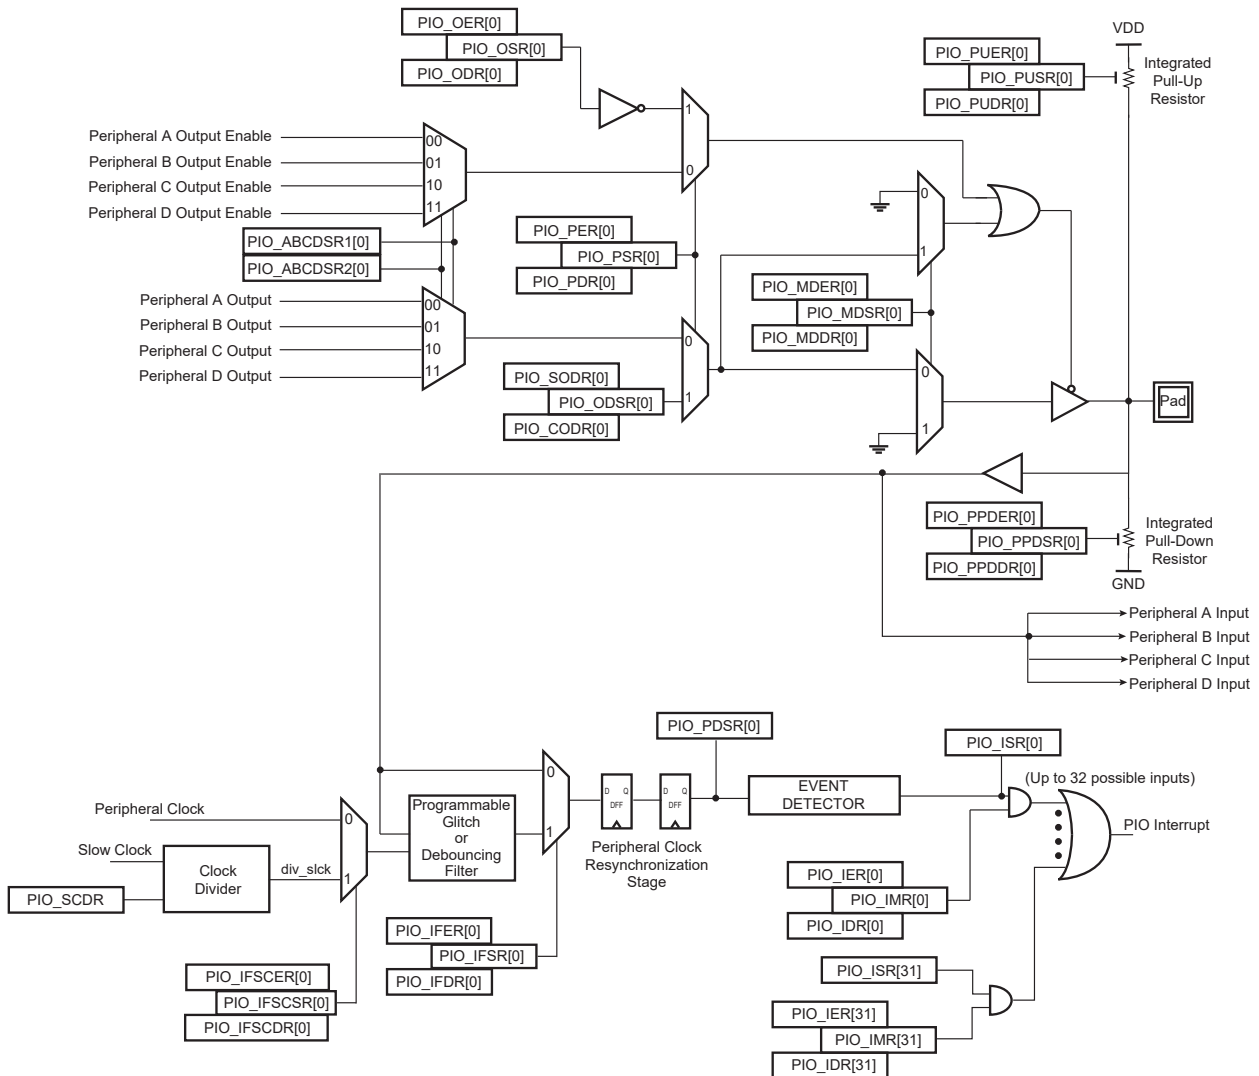 PIO_OER[0]
PIO_OSR[0]
PIO_ODR[0]
VDD
PIO_PUER[0]
PIO_PUSR[0]
PIO_PUDR[0]
Integrated
Pull-Up
Resistor
1
0
Peripheral A Output Enable
Peripheral B Output Enable
Peripheral C Output Enable
Peripheral D Output Enable
00
01
10
11
0
1
PIO_ABCDSR1[0]
PIO_ABCDSR2[0]
PIO_PER[0]
PIO_PSR[0]
PIO_PDR[0]
PIO_MDER[0]
PIO_MDSR[0]
PIO_MDDR[0]
Peripheral A Output
Peripheral B Output
Peripheral C Output
Peripheral D Output
00
01
10
11
0
1
PIO_SODR[0]
PIO_ODSR[0]
PIO_CODR[0]
0
1
Pad
PIO_PPDER[0]
PIO_PPDSR[0]
PIO_PPDDR[0]
Integrated
Pull-Down
Resistor
GND
Peripheral A Input
Peripheral B Input
Peripheral C Input
Peripheral D Input
PIO_PDSR[0]
PIO_ISR[0]
(Up to 32 possible inputs)
Peripheral Clock
Slow Clock
Clock
Divider
div_slck
PIO_SCDR
0
1
Programmable
Glitch
or
Debouncing
Filter
0
1
D Q
DFF
D Q
DFF
Peripheral Clock
Resynchronization
Stage
EVENT
DETECTOR
PIO Interrupt
PIO_IER[0]
PIO_IMR[0]
PIO_IDR[0]
PIO_IFER[0]
PIO_IFSR[0]
PIO_IFDR[0]
PIO_IFSCER[0]
PIO_IFSCSR[0]
PIO_IFSCDR[0]
PIO_ISR[31]
PIO_IER[31]
PIO_IMR[31]
PIO_IDR[31]